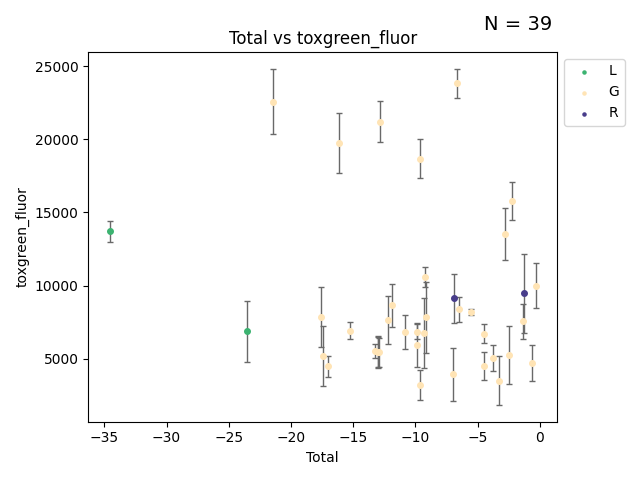 N = 39
Total vs toxgreen_fluor
25000
20000
15000
10000
5000
toxgreen_fluor
−35 −30 −25 −20 −15 −10 −5 0
Total
L
G
R